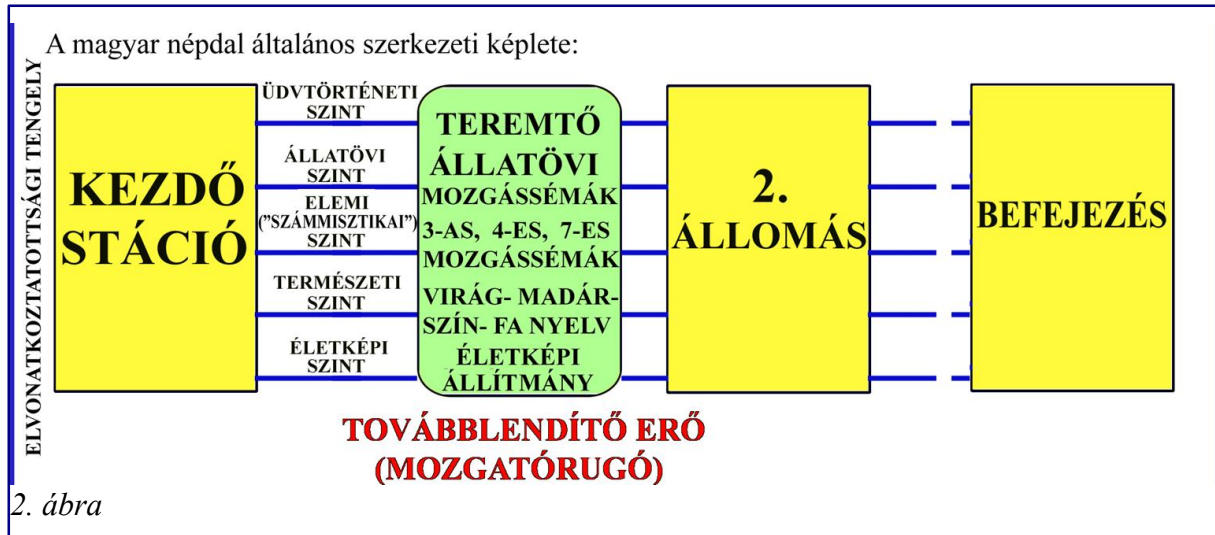 A magyar népdal általános szerkezeti képlete:
ELVONATKOZTATOTTSÁGI TENGELY
KEZDŐ
STÁCIÓ
ÜDVTÖRTÉNETI
SZINT
ÁLLATÖVI
SZINT
ELEMI
("SZÁMMISZTIKAI")
SZINT
TERMÉSZETI
SZINT
ÉLETKÉPI
SZINT
TEREMTŐ
ÁLLATÖVI
MOZGÁSSÉMÁK
3-AS, 4-ES, 7-ES
MOZGÁSSÉMÁK
VIRÁG- MADÁR-
SZÍN- FA NYELV
ÉLETKÉPI
ÁLLÍTMÁNY
2.
ÁLLOMÁS
BEFEJEZÉS
TOVÁBBLENDÍTŐ ERŐ
(MOZGATÓRUGÓ)
2. ábra